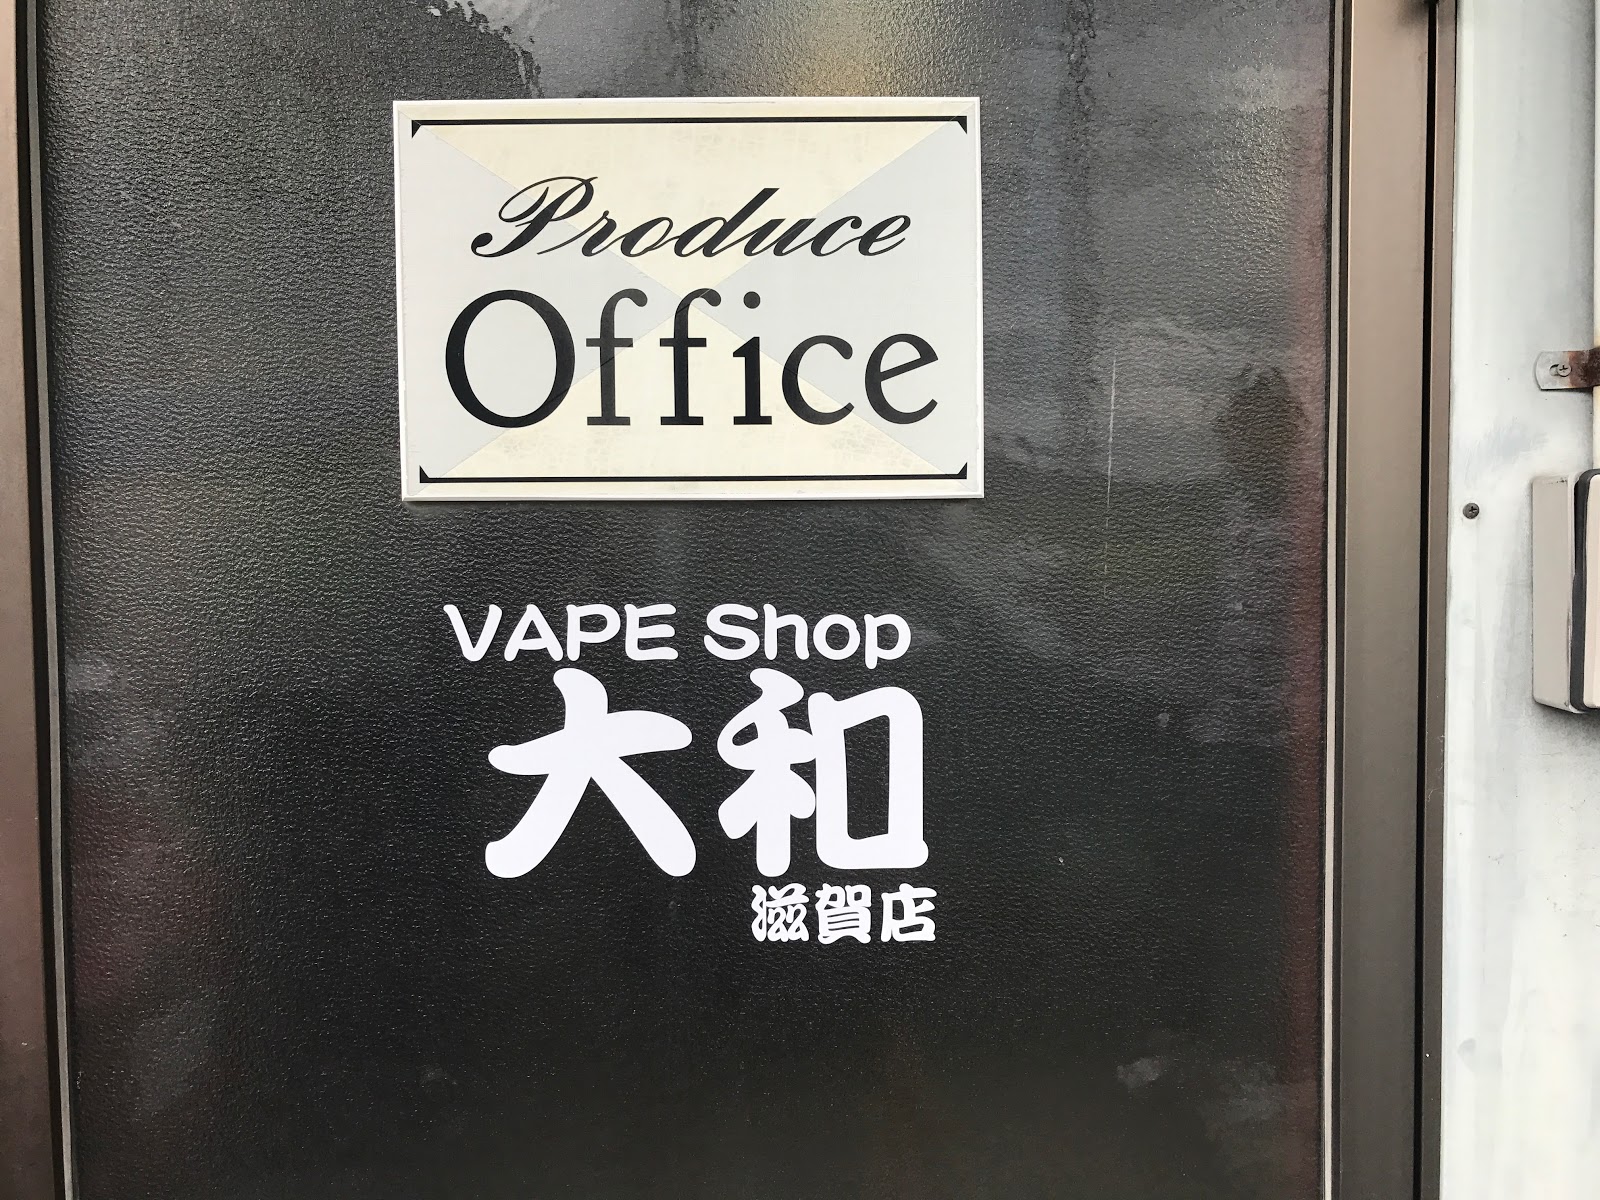 Produce
Office
VAPE Shop
大和
滋賀店